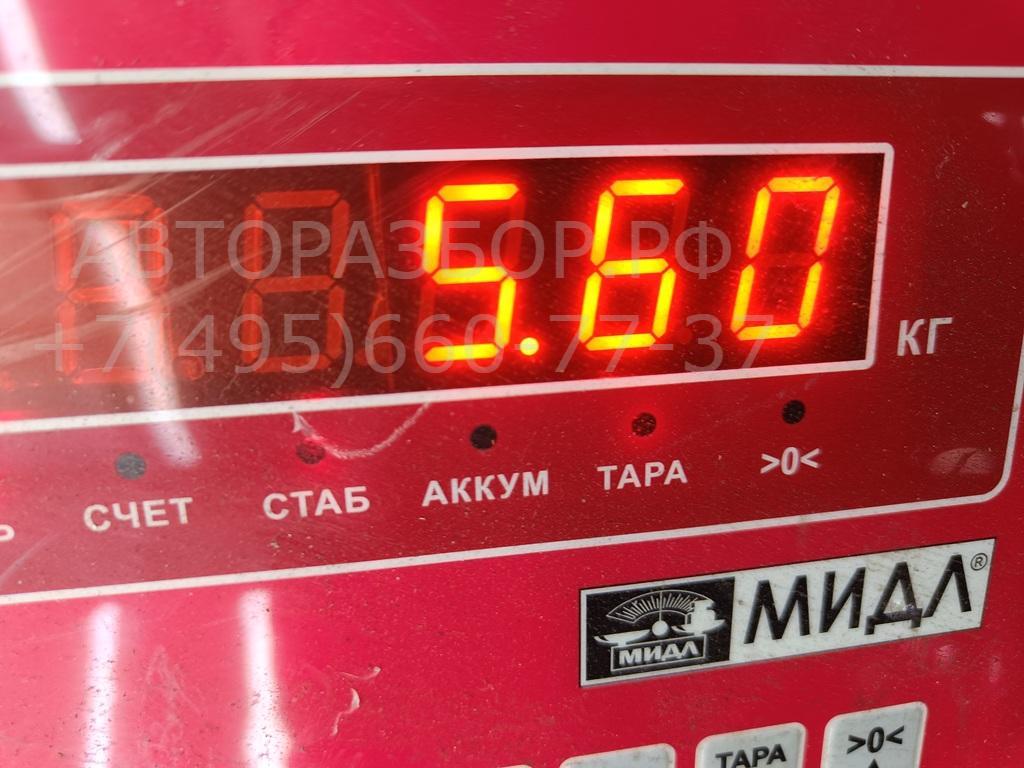 5.60
КГ
АВТОРАЗБОР.РФ
+7(495)660-77-37
СЧЕТ СТАБ АККУМ ТАРА >0<
МИДЛ МИДЛ®
ТАРА >0<